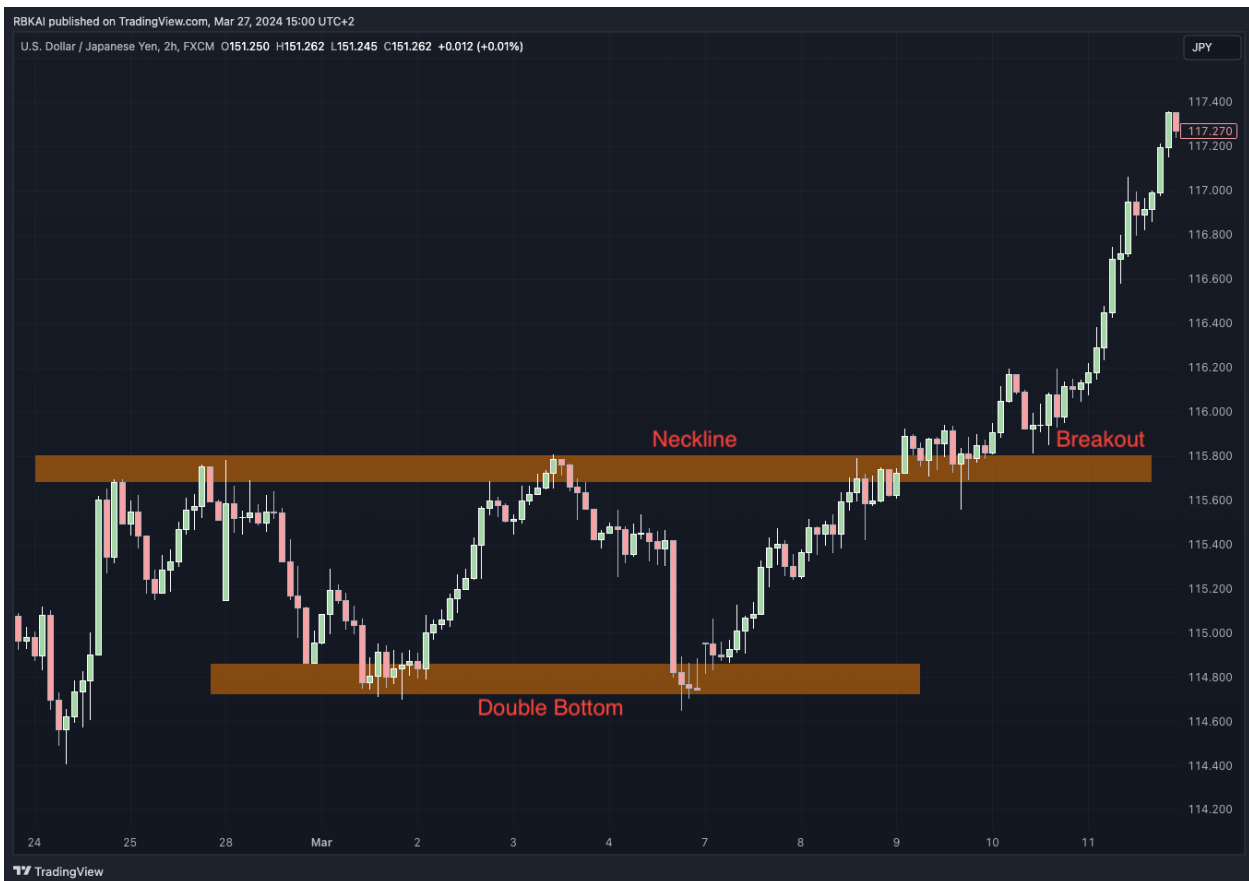 RBKAI published on TradingView.com, Mar 27, 2024 15:00 UTC+2
U.S. Dollar / Japanese Yen, 2h, FXCM O151.250 H151.262 L151.245 C151.262 +0.012 (+0.01%)
JPY
117.400
117.270
117.200
117.000
116.800
116.600
116.400
116.200
116.000
Neckline
Breakout
115.800
115.600
115.400
115.200
115.000
114.800
Double Bottom
114.600
114.400
114.200
24 25 28 Mar 2 3 4 7 8 9 10 11
TradingView